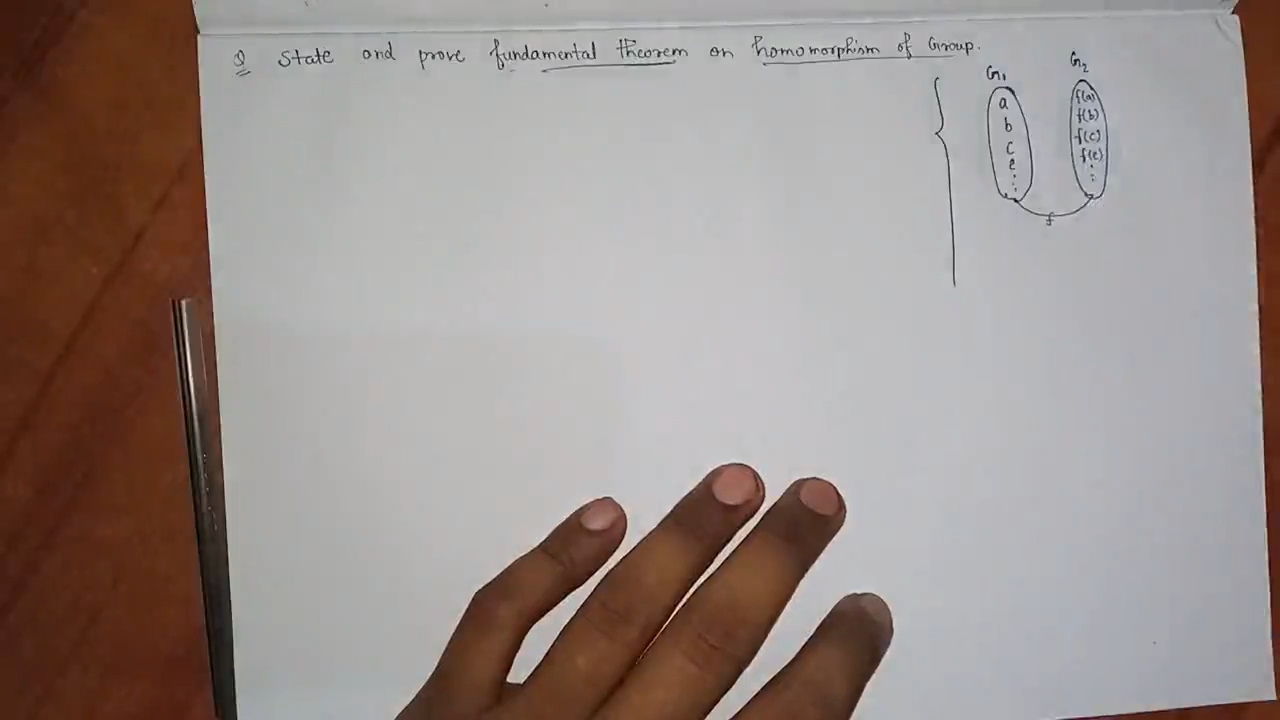 Q State and prove fundamental theorem on homomorphism of Group.
G₁ G₂
a f(a)
b f(b)
c f(c)
e f(e)
⋮ ⋮
f